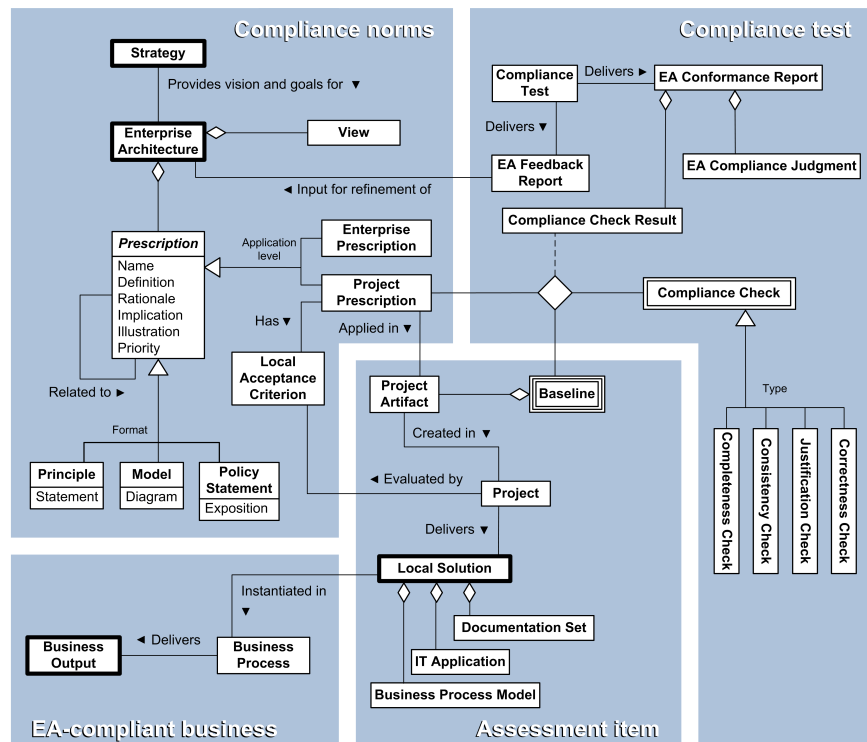 Compliance norms
Strategy
Provides vision and goals for ▼
Enterprise
Architecture
View
◄ Input for refinement of
Prescription
Name
Definition
Rationale
Implication
Illustration
Priority
Application
level
Enterprise
Prescription
Project
Prescription
Has ▼
Applied in ▼
Local
Acceptance
Criterion
Related to ►
Format
Principle
Statement
Model
Diagram
Policy
Statement
Exposition
Compliance test
Compliance
Test
Delivers ►
EA Conformance Report
Delivers ▼
EA Feedback
Report
EA Compliance Judgment
Compliance Check Result
Compliance Check
Type
Completeness Check
Consistency Check
Justification Check
Correctness Check
Project
Artifact
Baseline
Created in ▼
◄ Evaluated by
Project
Delivers ▼
Local Solution
Documentation Set
IT Application
Business Process Model
Assessment item
Instantiated in
▼
◄ Delivers
Business
Output
Business
Process
EA-compliant business